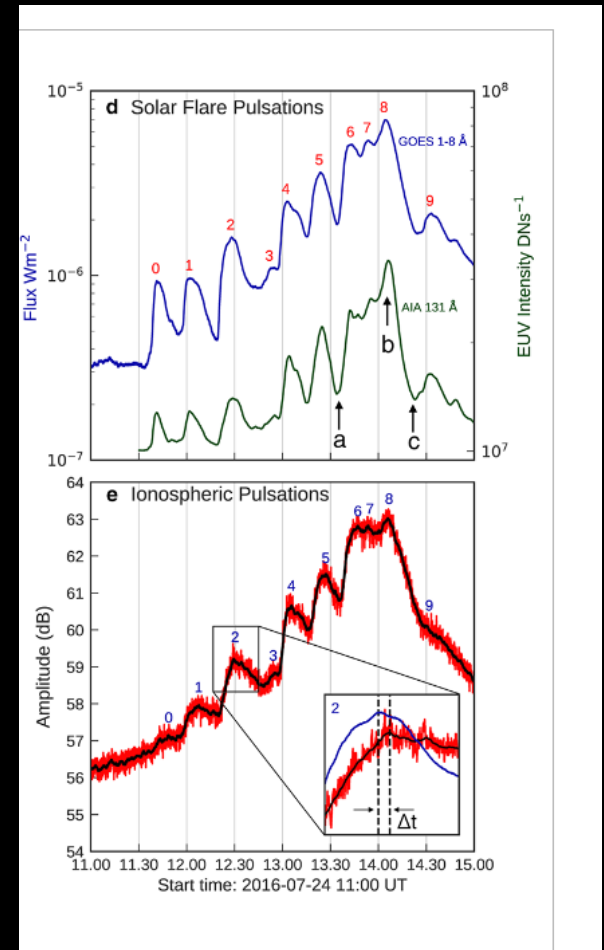 d Solar Flare Pulsations
10⁻⁵
10⁻⁶
10⁻⁷
Flux Wm⁻²
10⁸
10⁷
EUV Intensity DNs⁻¹
GOES 1-8 Å
AIA 131 Å
0
1
2
3
4
5
6
7
8
9
a
b
c
e Ionospheric Pulsations
64
63
62
61
60
59
58
57
56
55
54
Amplitude (dB)
0
1
2
3
4
5
6
7
8
9
2
Δt
11.00 11.30 12.00 12.30 13.00 13.30 14.00 14.30 15.00
Start time: 2016-07-24 11:00 UT